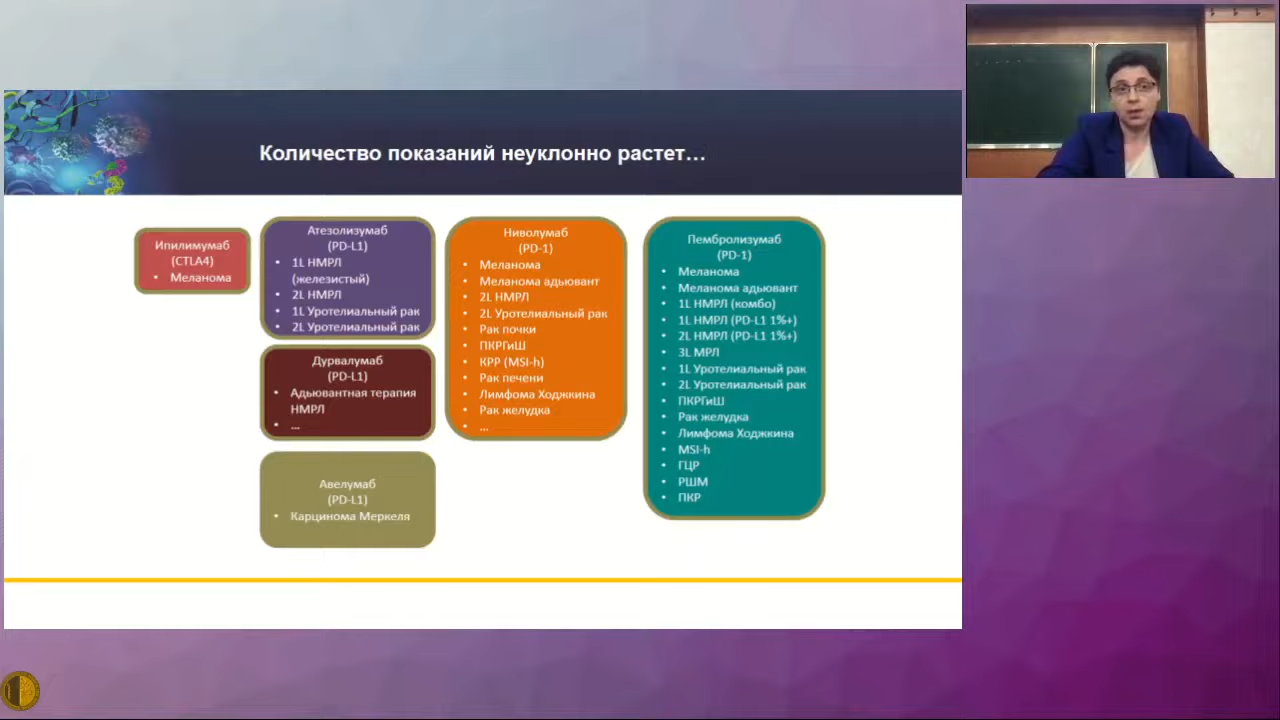 Количество показаний неуклонно растет...
Ипилимумаб
(CTLA4)
• Меланома
Атезолизумаб
(PD-L1)
• 1L НМРЛ
(железистый)
• 2L НМРЛ
• 1L Уротелиальный рак
• 2L Уротелиальный рак
Дурвалумаб
(PD-L1)
• Адьювантная терапия
НМРЛ
• ...
Авелумаб
(PD-L1)
• Карцинома Меркеля
Ниволумаб
(PD-1)
• Меланома
• Меланома адьювант
• 2L НМРЛ
• 2L Уротелиальный рак
• Рак почки
• ПКРГиШ
• КРР (MSI-h)
• Рак печени
• Лимфома Ходжкина
• Рак желудка
• ...
Пембролизумаб
(PD-1)
• Меланома
• Меланома адьювант
• 1L НМРЛ (комбо)
• 1L НМРЛ (PD-L1 1%+)
• 2L НМРЛ (PD-L1 1%+)
• 3L МРЛ
• 1L Уротелиальный рак
• 2L Уротелиальный рак
• ПКРГиШ
• Рак желудка
• Лимфома Ходжкина
• MSI-h
• ГЦР
• РШМ
• ПКР